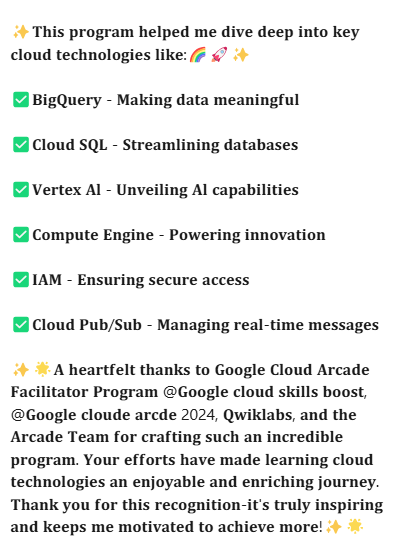 ✨This program helped me dive deep into key
cloud technologies like:🌈🚀✨
✅BigQuery - Making data meaningful
✅Cloud SQL - Streamlining databases
✅Vertex Al - Unveiling Al capabilities
✅Compute Engine - Powering innovation
✅IAM - Ensuring secure access
✅Cloud Pub/Sub - Managing real-time messages
✨🌟A heartfelt thanks to Google Cloud Arcade
Facilitator Program @Google cloud skills boost,
@Google cloude arcde 2024, Qwiklabs, and the
Arcade Team for crafting such an incredible
program. Your efforts have made learning cloud
technologies an enjoyable and enriching journey.
Thank you for this recognition-it's truly inspiring
and keeps me motivated to achieve more!✨🌟